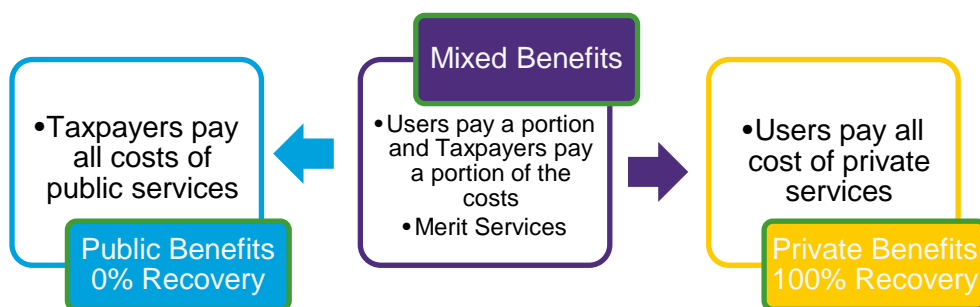 •Taxpayers pay
all costs of
public services
Public Benefits
0% Recovery
Mixed Benefits
•Users pay a portion
and Taxpayers pay
a portion of the
costs
•Merit Services
•Users pay all
cost of private
services
Private Benefits
100% Recovery